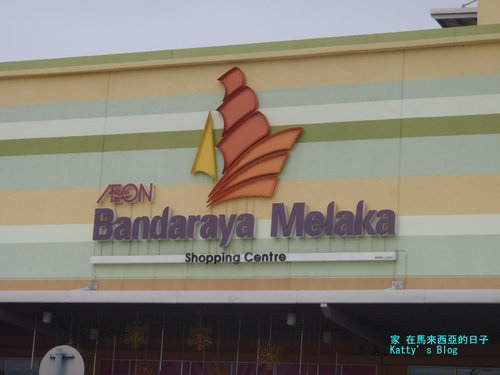 ÆON
Bandaraya Melaka
Shopping Centre
家 在馬來西亞的日子
Katty's Blog